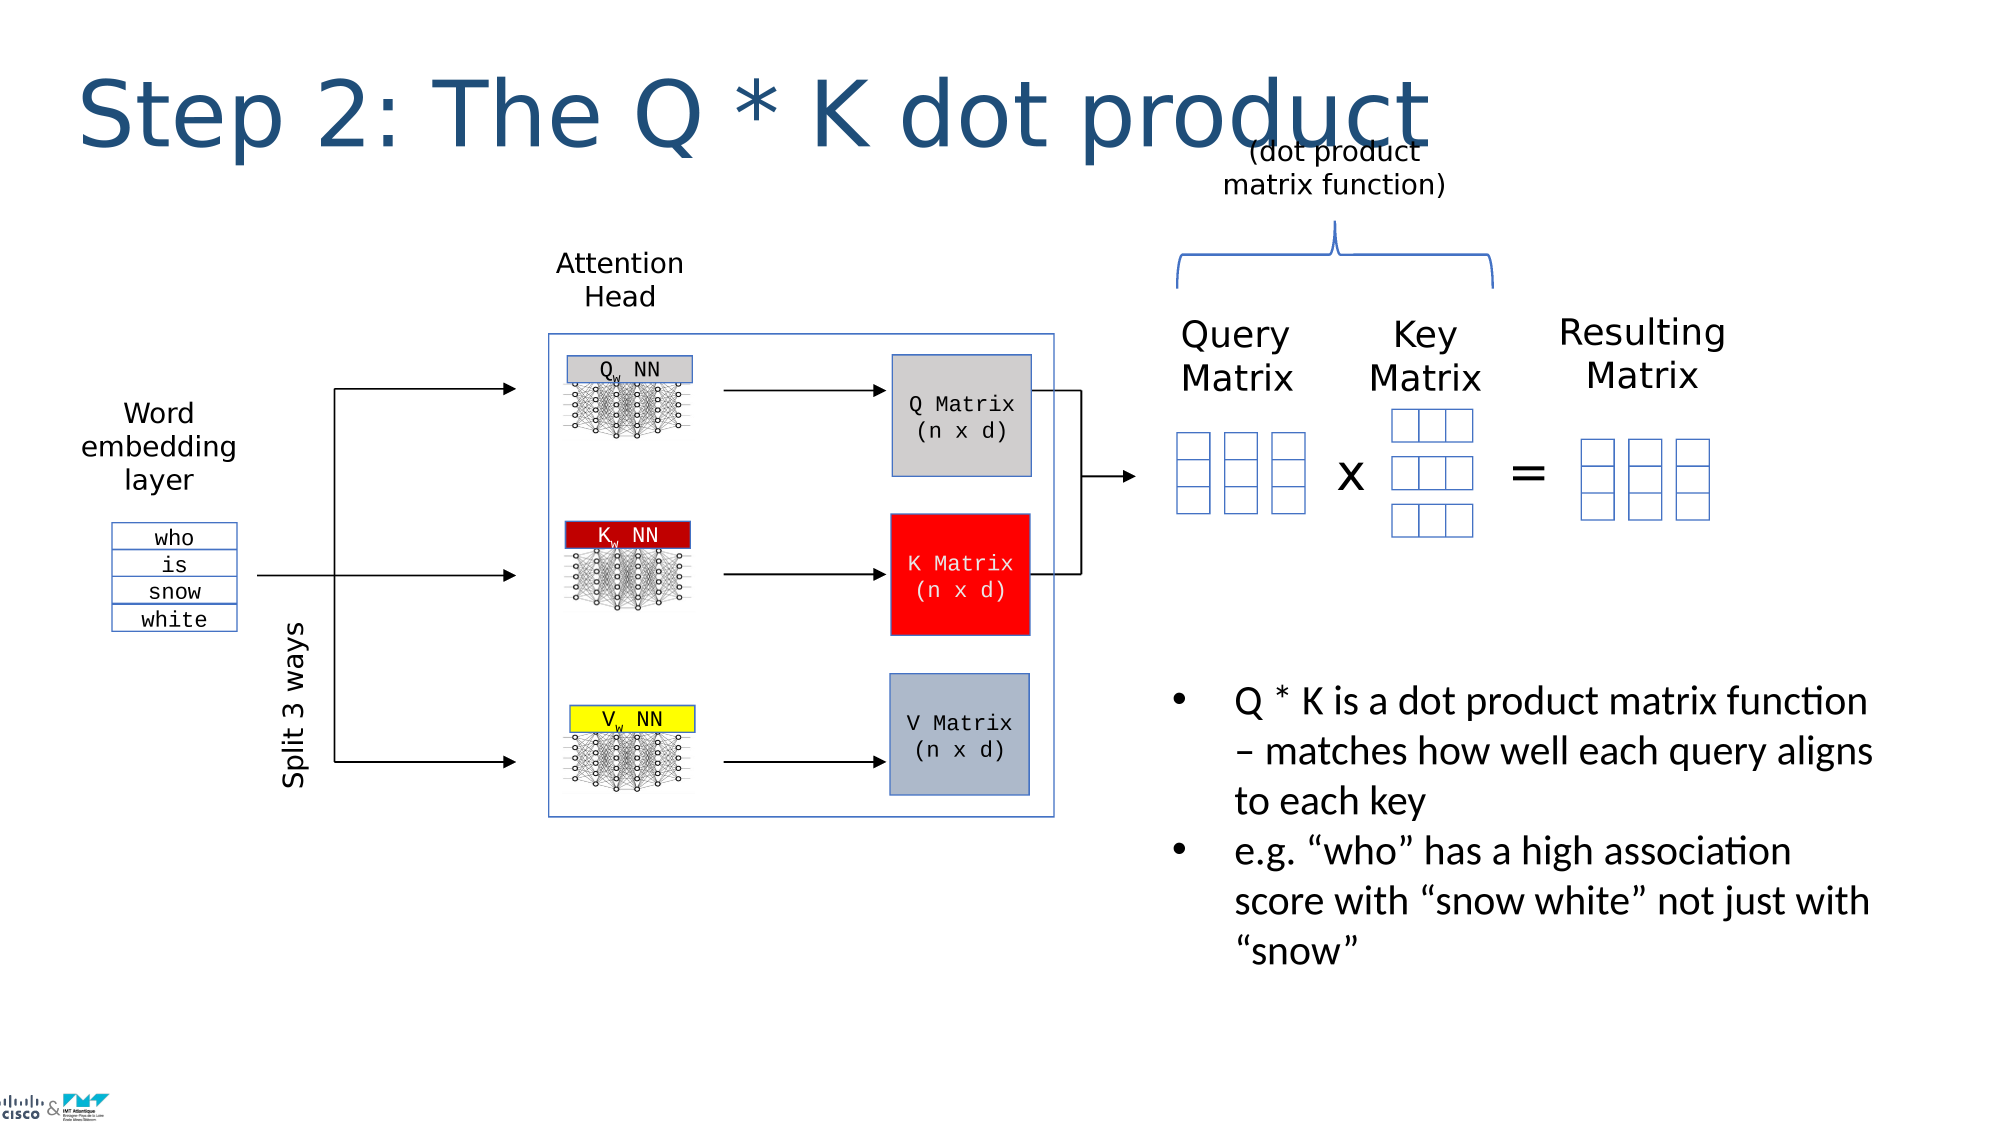 Step 2: The Q * K dot product
(dot product
matrix function)
Attention
Head
Query
Matrix
Key
Matrix
Resulting
Matrix
Word
embedding
layer
who
is
snow
white
Split 3 ways
Qw NN
Kw NN
Vw NN
Q Matrix
(n x d)
K Matrix
(n x d)
V Matrix
(n x d)
x
=
• Q * K is a dot product matrix function
– matches how well each query aligns
to each key
• e.g. “who” has a high association
score with “snow white” not just with
“snow”
CISCO &
IMT Atlantique